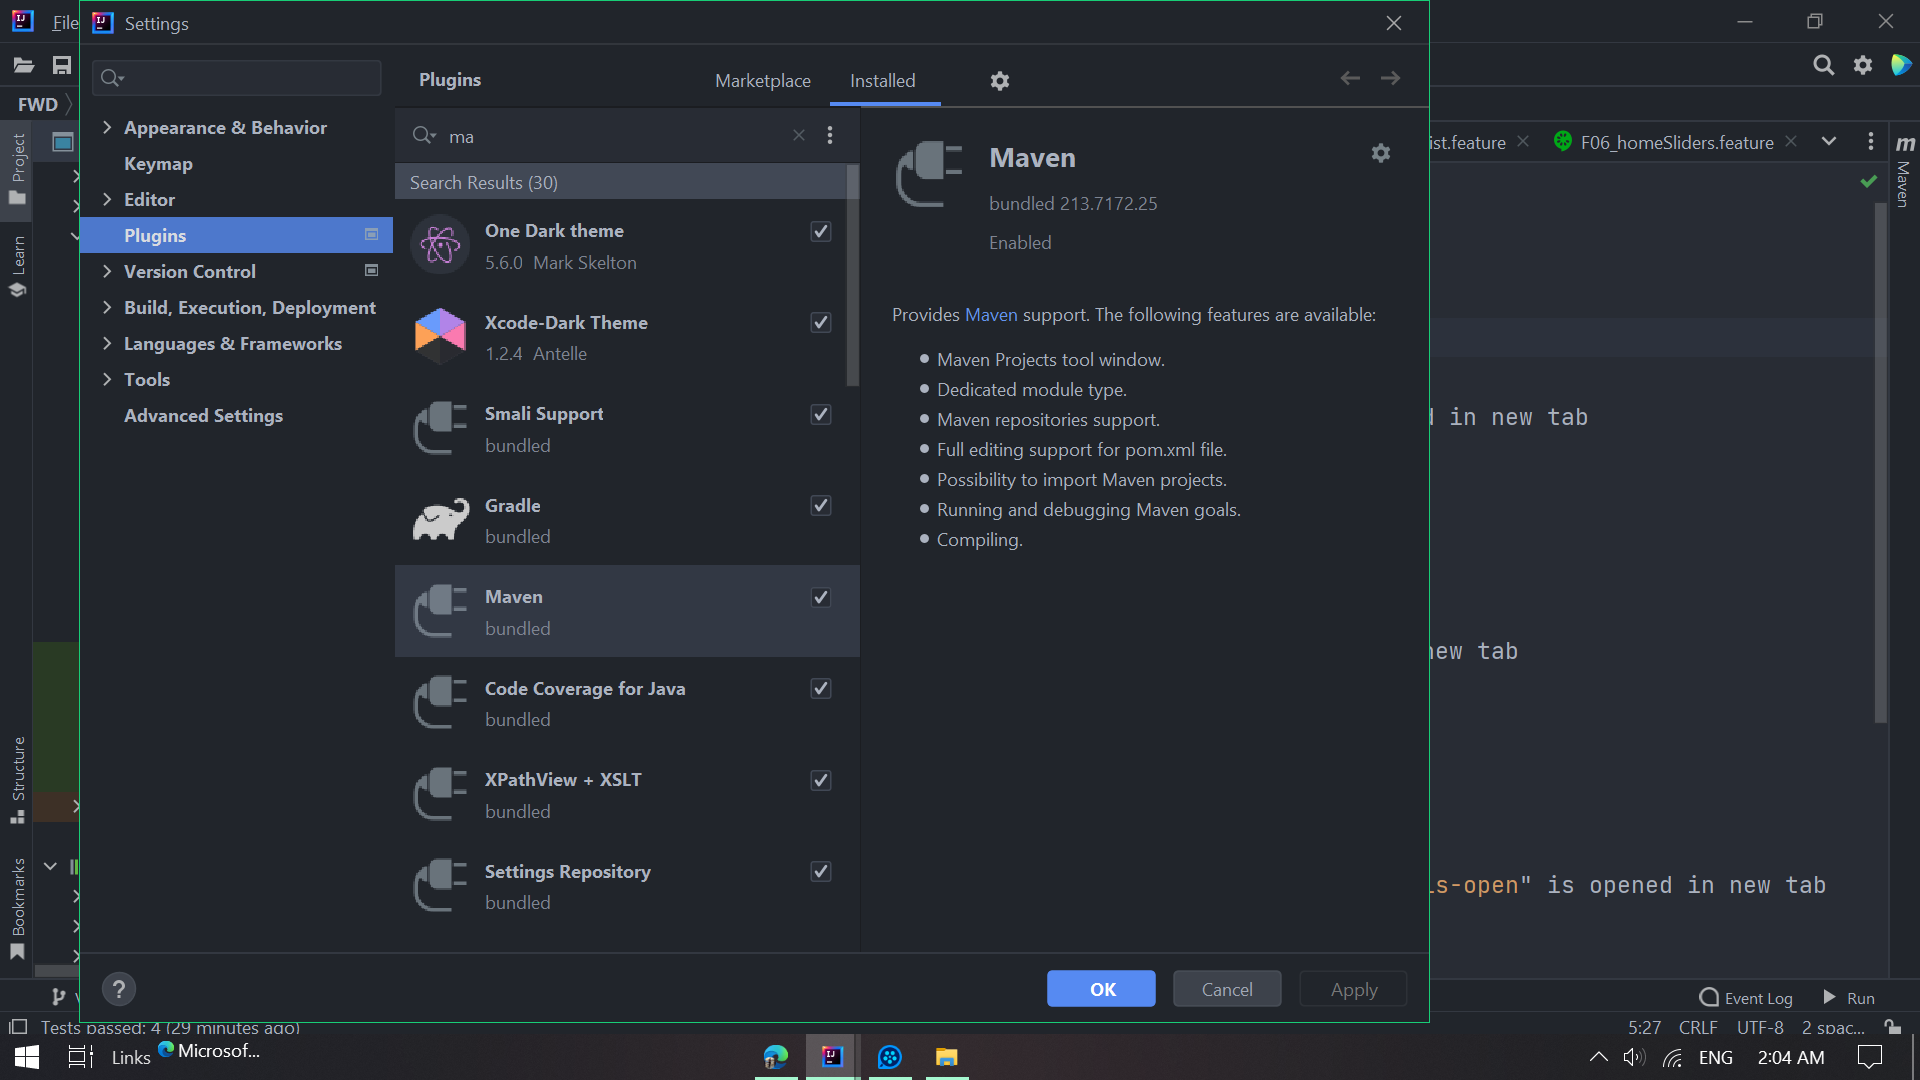 File
Settings
Plugins
Marketplace
Installed
FWD
Appearance & Behavior
Keymap
Editor
Plugins
Version Control
Build, Execution, Deployment
Languages & Frameworks
Tools
Advanced Settings
ma
Search Results (30)
One Dark theme
5.6.0 Mark Skelton
Xcode-Dark Theme
1.2.4 Antelle
Smali Support
bundled
Gradle
bundled
Maven
bundled
Code Coverage for Java
bundled
XPathView + XSLT
bundled
Settings Repository
bundled
Maven
bundled 213.7172.25
Enabled
Provides Maven support. The following features are available:
Maven Projects tool window.
Dedicated module type.
Maven repositories support.
Full editing support for pom.xml file.
Possibility to import Maven projects.
Running and debugging Maven goals.
Compiling.
?
OK
Cancel
Apply
Project
Learn
Structure
Bookmarks
ist.feature
F06_homeSliders.feature
m
Maven
in new tab
new tab
ls-open" is opened in new tab
Event Log
Run
Tests passed: 4 (29 minutes ago)
5:27 CRLF UTF-8 2 spac...
Links
Microsof...
ENG
2:04 AM